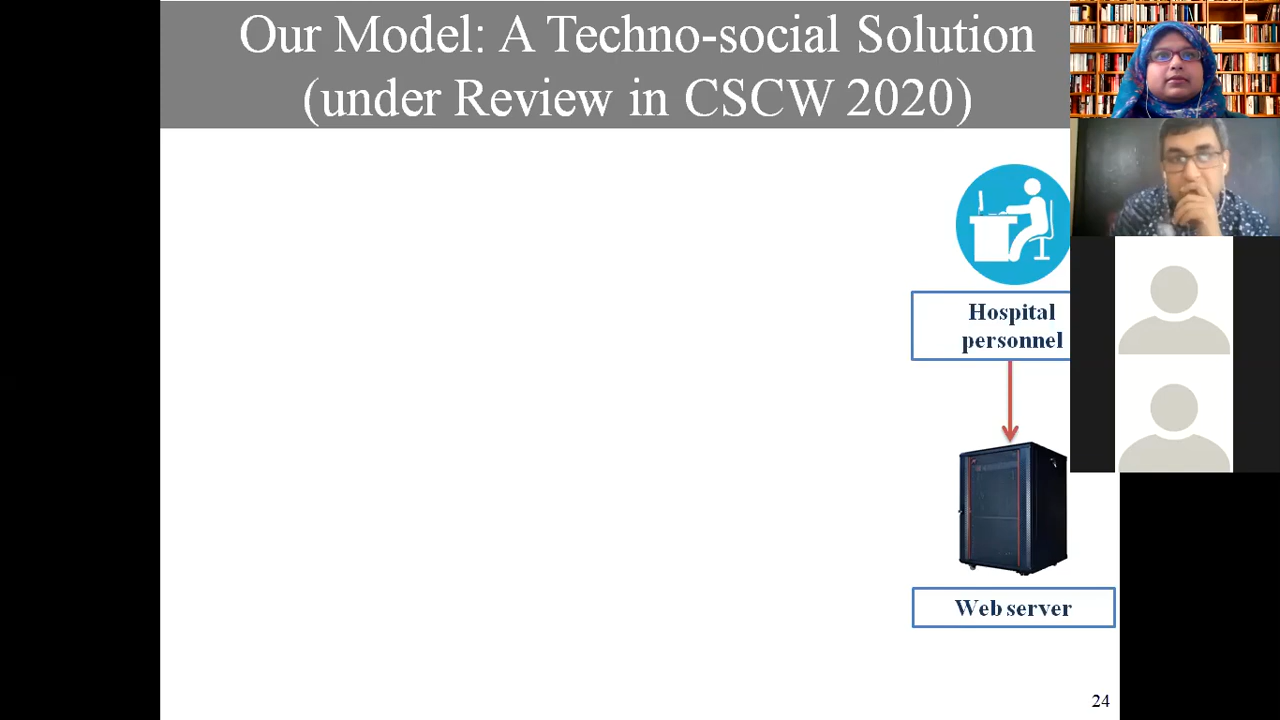 Our Model: A Techno-social Solution
(under Review in CSCW 2020)
Hospital
personnel
Web server
24